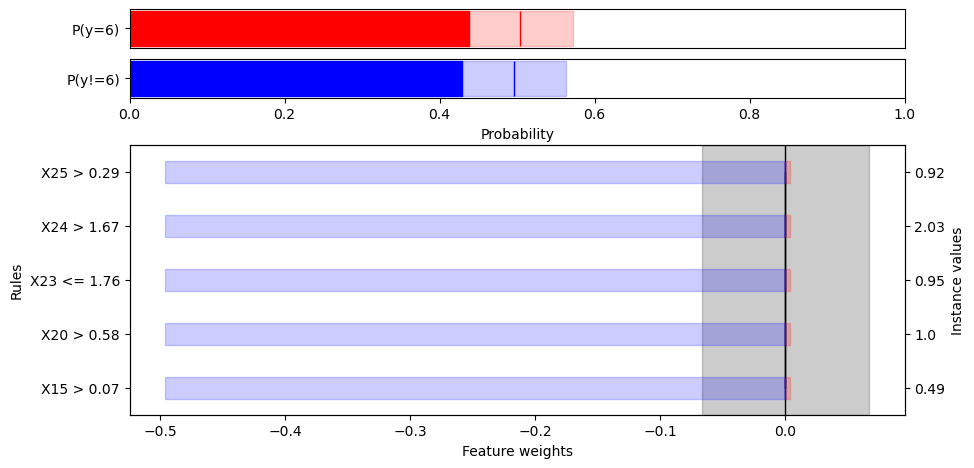 P(y=6)
P(y!=6)
0.0 0.2 0.4 0.6 0.8 1.0
Probability
X25 > 0.29 0.92
X24 > 1.67 2.03
X23 <= 1.76 0.95
X20 > 0.58 1.0
X15 > 0.07 0.49
Rules
Instance values
−0.5 −0.4 −0.3 −0.2 −0.1 0.0
Feature weights